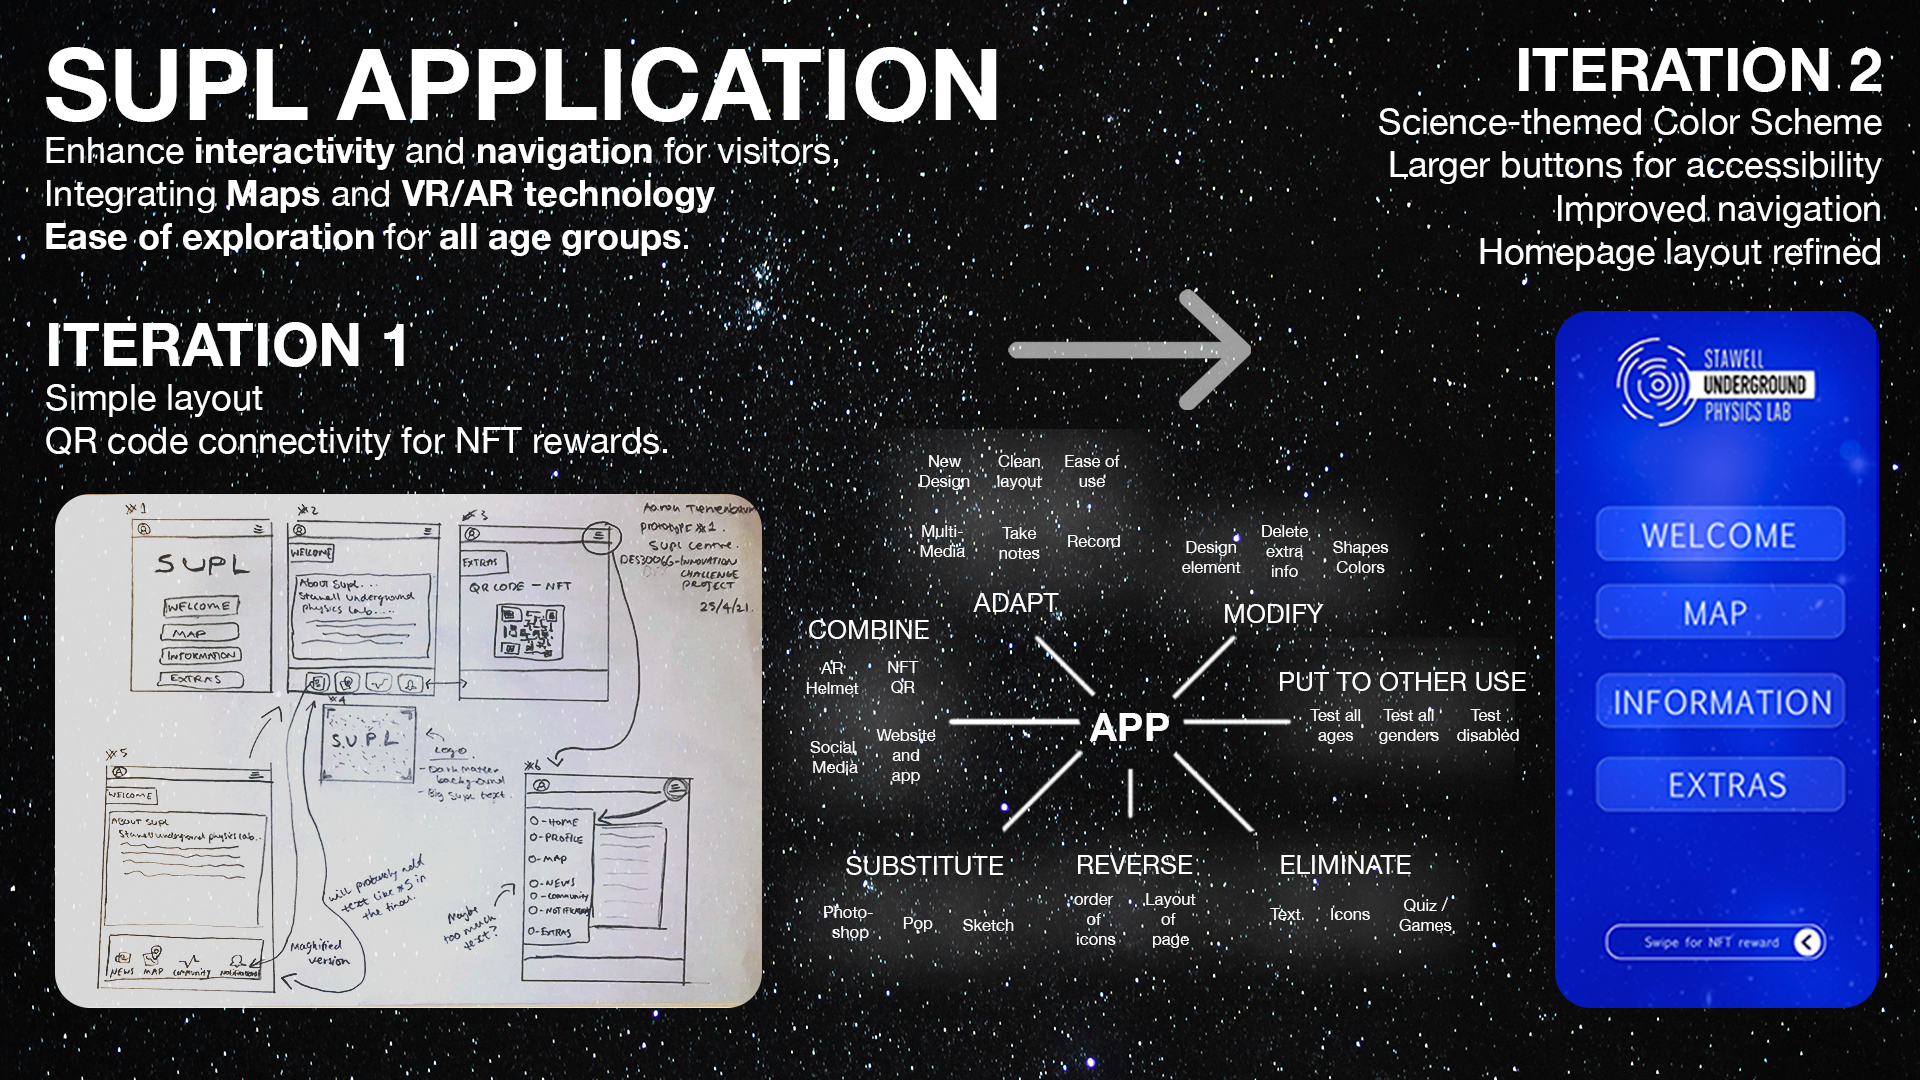 SUPL APPLICATION
Enhance interactivity and navigation for visitors,
Integrating Maps and VR/AR technology
Ease of exploration for all age groups.
ITERATION 2
Science-themed Color Scheme
Larger buttons for accessibility
Improved navigation
Homepage layout refined
ITERATION 1
Simple layout
QR code connectivity for NFT rewards.
*1
SUPL
WELCOME
MAP
INFORMATION
EXTRAS
*2
WELCOME
About Supl...
Stawell Underground
physics Lab....
*3
EXTRAS
QR CODE - NFT
Aaron
prototype *1.
Supl centre.
DES30066-INNOVATION
CHALLENGE
PROJECT
25/4/21.
*4
S.U.P.L
Logo
- Dark matter
background
- Big Supl text.
*5
WELCOME
ABOUT SUPL
Stawell underground physics Lab..
NEWS MAP community notifications
will probably add
text like *5 in
the final.
Magnified
version
*6
O-HOME
O-PROFILE
O-MAP
O-NEWS
O-community
O-NOTIFICATION
O-EXTRAS
Maybe
too much
text?
New Design
Clean layout
Ease of use
Multi-Media
Take notes
Record
ADAPT
Design element
Delete extra info
Shapes Colors
MODIFY
COMBINE
AR Helmet
NFT QR
Social Media
Website and app
PUT TO OTHER USE
Test all ages
Test all genders
Test disabled
APP
SUBSTITUTE
Photo-shop
Pop
Sketch
REVERSE
order of icons
Layout of page
ELIMINATE
Text
Icons
Quiz / Games
STAWELL
UNDERGROUND
PHYSICS LAB
WELCOME
MAP
INFORMATION
EXTRAS
Swipe for NFT reward